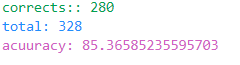 corrects:: 280
total: 328
acuuracy: 85.36585235595703